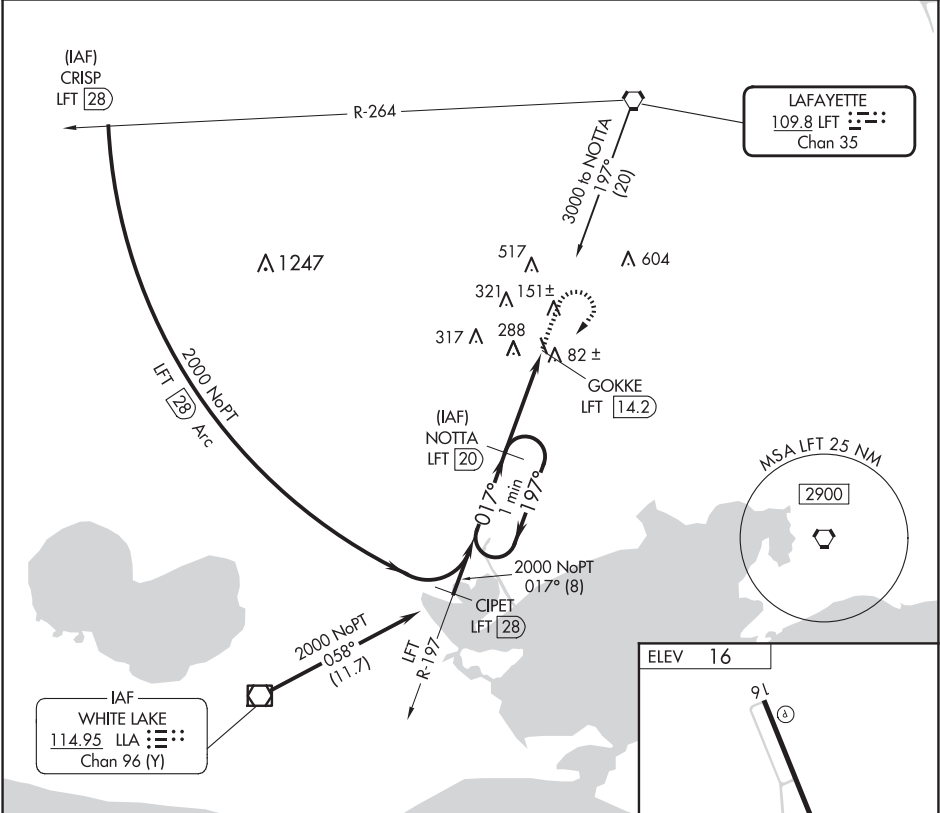 (IAF)
CRISP
LFT 28
R-264
LAFAYETTE
109.8 LFT
Chan 35
3000 to NOTTA
197°
(20)
1247
517
604
321
151±
317
288
82 ±
GOKKE
LFT 14.2
2000 NoPT
LFT 28 Arc
(IAF)
NOTTA
LFT 20
017°
1 min
197°
MSA LFT 25 NM
2900
2000 NoPT
017° (8)
CIPET
LFT 28
2000 NoPT
058°
(11.7)
LFT
R-197
IAF
WHITE LAKE
114.95 LLA
Chan 96 (Y)
ELEV 16
16
P